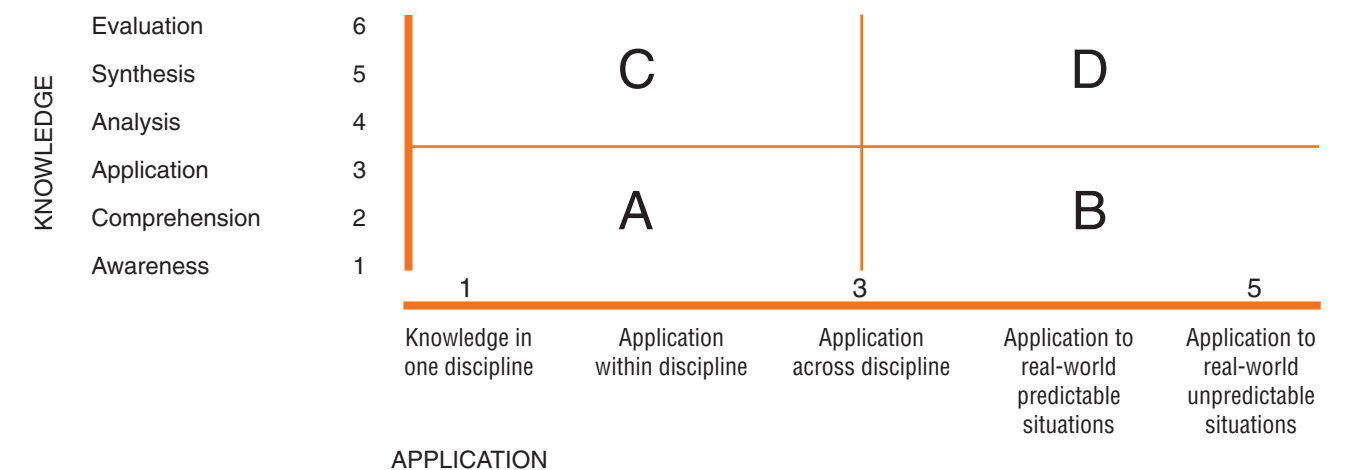 KNOWLEDGE
Evaluation 6
Synthesis 5
Analysis 4
Application 3
Comprehension 2
Awareness 1
C D
A B
1 3 5
Knowledge in
one discipline
Application
within discipline
Application
across discipline
Application to
real-world
predictable
situations
Application to
real-world
unpredictable
situations
APPLICATION